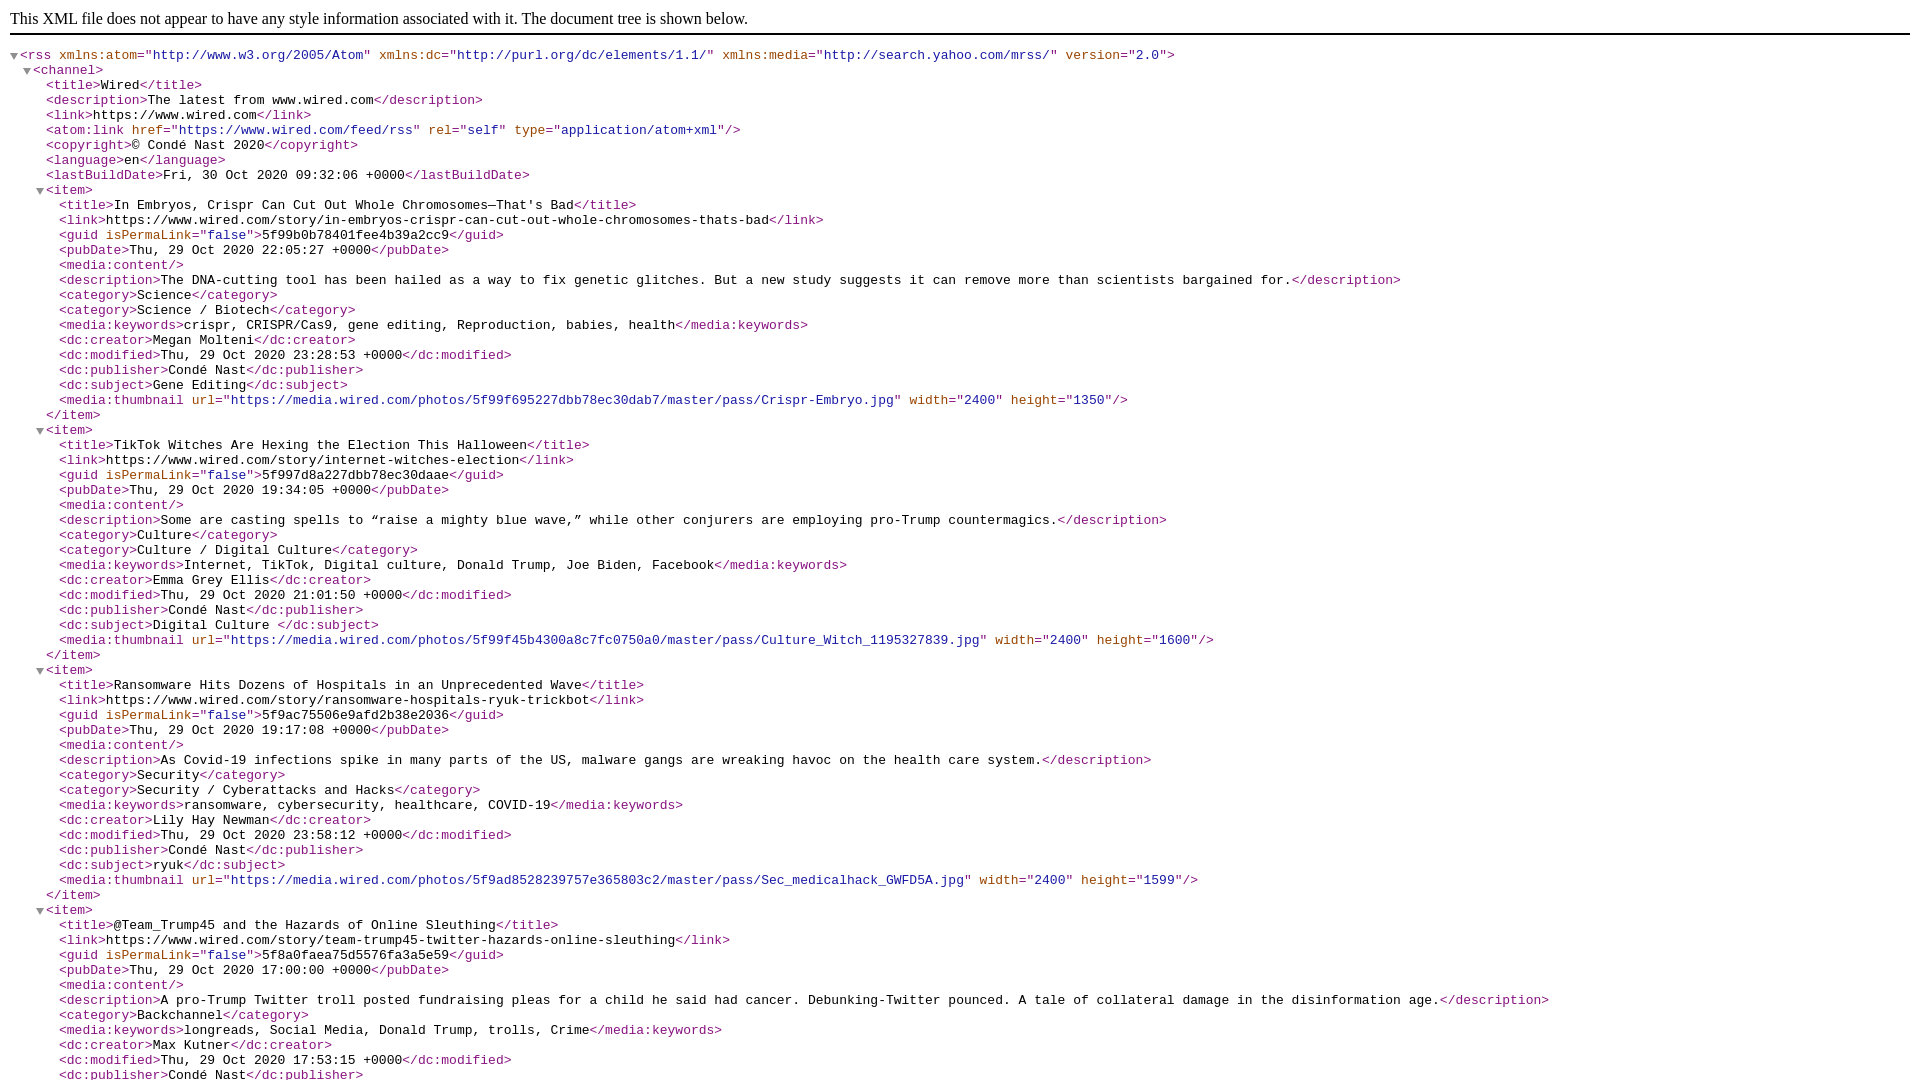 This XML file does not appear to have any style information associated with it. The document tree is shown below.
<rss xmlns:atom="http://www.w3.org/2005/Atom" xmlns:dc="http://purl.org/dc/elements/1.1/" xmlns:media="http://search.yahoo.com/mrss/" version="2.0">
<channel>
<title>Wired</title>
<description>The latest from www.wired.com</description>
<link>https://www.wired.com</link>
<atom:link href="https://www.wired.com/feed/rss" rel="self" type="application/atom+xml"/>
<copyright>© Condé Nast 2020</copyright>
<language>en</language>
<lastBuildDate>Fri, 30 Oct 2020 09:32:06 +0000</lastBuildDate>
<item>
<title>In Embryos, Crispr Can Cut Out Whole Chromosomes—That's Bad</title>
<link>https://www.wired.com/story/in-embryos-crispr-can-cut-out-whole-chromosomes-thats-bad</link>
<guid isPermaLink="false">5f99b0b78401fee4b39a2cc9</guid>
<pubDate>Thu, 29 Oct 2020 22:05:27 +0000</pubDate>
<media:content/>
<description>The DNA-cutting tool has been hailed as a way to fix genetic glitches. But a new study suggests it can remove more than scientists bargained for.</description>
<category>Science</category>
<category>Science / Biotech</category>
<media:keywords>crispr, CRISPR/Cas9, gene editing, Reproduction, babies, health</media:keywords>
<dc:creator>Megan Molteni</dc:creator>
<dc:modified>Thu, 29 Oct 2020 23:28:53 +0000</dc:modified>
<dc:publisher>Condé Nast</dc:publisher>
<dc:subject>Gene Editing</dc:subject>
<media:thumbnail url="https://media.wired.com/photos/5f99f695227dbb78ec30dab7/master/pass/Crispr-Embryo.jpg" width="2400" height="1350"/>
</item>
<item>
<title>TikTok Witches Are Hexing the Election This Halloween</title>
<link>https://www.wired.com/story/internet-witches-election</link>
<guid isPermaLink="false">5f997d8a227dbb78ec30daae</guid>
<pubDate>Thu, 29 Oct 2020 19:34:05 +0000</pubDate>
<media:content/>
<description>Some are casting spells to “raise a mighty blue wave,” while other conjurers are employing pro-Trump countermagics.</description>
<category>Culture</category>
<category>Culture / Digital Culture</category>
<media:keywords>Internet, TikTok, Digital culture, Donald Trump, Joe Biden, Facebook</media:keywords>
<dc:creator>Emma Grey Ellis</dc:creator>
<dc:modified>Thu, 29 Oct 2020 21:01:50 +0000</dc:modified>
<dc:publisher>Condé Nast</dc:publisher>
<dc:subject>Digital Culture </dc:subject>
<media:thumbnail url="https://media.wired.com/photos/5f99f45b4300a8c7fc0750a0/master/pass/Culture_Witch_1195327839.jpg" width="2400" height="1600"/>
</item>
<item>
<title>Ransomware Hits Dozens of Hospitals in an Unprecedented Wave</title>
<link>https://www.wired.com/story/ransomware-hospitals-ryuk-trickbot</link>
<guid isPermaLink="false">5f9ac75506e9afd2b38e2036</guid>
<pubDate>Thu, 29 Oct 2020 19:17:08 +0000</pubDate>
<media:content/>
<description>As Covid-19 infections spike in many parts of the US, malware gangs are wreaking havoc on the health care system.</description>
<category>Security</category>
<category>Security / Cyberattacks and Hacks</category>
<media:keywords>ransomware, cybersecurity, healthcare, COVID-19</media:keywords>
<dc:creator>Lily Hay Newman</dc:creator>
<dc:modified>Thu, 29 Oct 2020 23:58:12 +0000</dc:modified>
<dc:publisher>Condé Nast</dc:publisher>
<dc:subject>ryuk</dc:subject>
<media:thumbnail url="https://media.wired.com/photos/5f9ad8528239757e365803c2/master/pass/Sec_medicalhack_GWFD5A.jpg" width="2400" height="1599"/>
</item>
<item>
<title>@Team_Trump45 and the Hazards of Online Sleuthing</title>
<link>https://www.wired.com/story/team-trump45-twitter-hazards-online-sleuthing</link>
<guid isPermaLink="false">5f8a0faea75d5576fa3a5e59</guid>
<pubDate>Thu, 29 Oct 2020 17:00:00 +0000</pubDate>
<media:content/>
<description>A pro-Trump Twitter troll posted fundraising pleas for a child he said had cancer. Debunking-Twitter pounced. A tale of collateral damage in the disinformation age.</description>
<category>Backchannel</category>
<media:keywords>longreads, Social Media, Donald Trump, trolls, Crime</media:keywords>
<dc:creator>Max Kutner</dc:creator>
<dc:modified>Thu, 29 Oct 2020 17:53:15 +0000</dc:modified>
<dc:publisher>Condé Nast</dc:publisher>